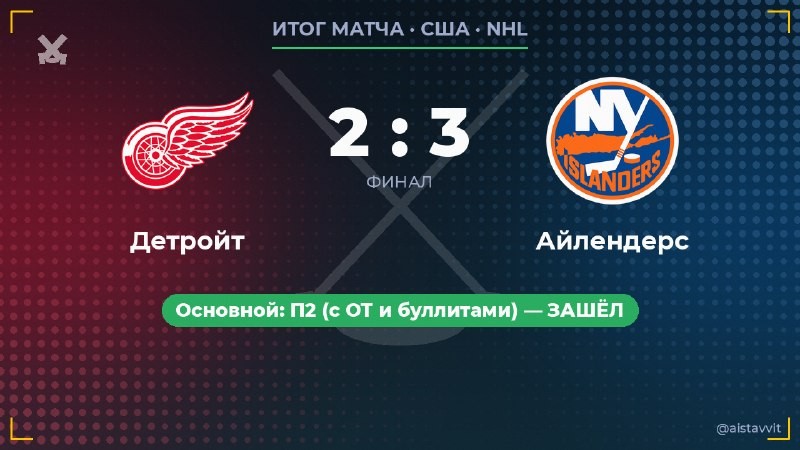 ИТОГ МАТЧА · США · NHL
2 : 3
ФИНАЛ
NY
ISLANDERS
Детройт
Айлендерс
Основной: П2 (с ОТ и буллитами) — ЗАШЁЛ
@aistavvit